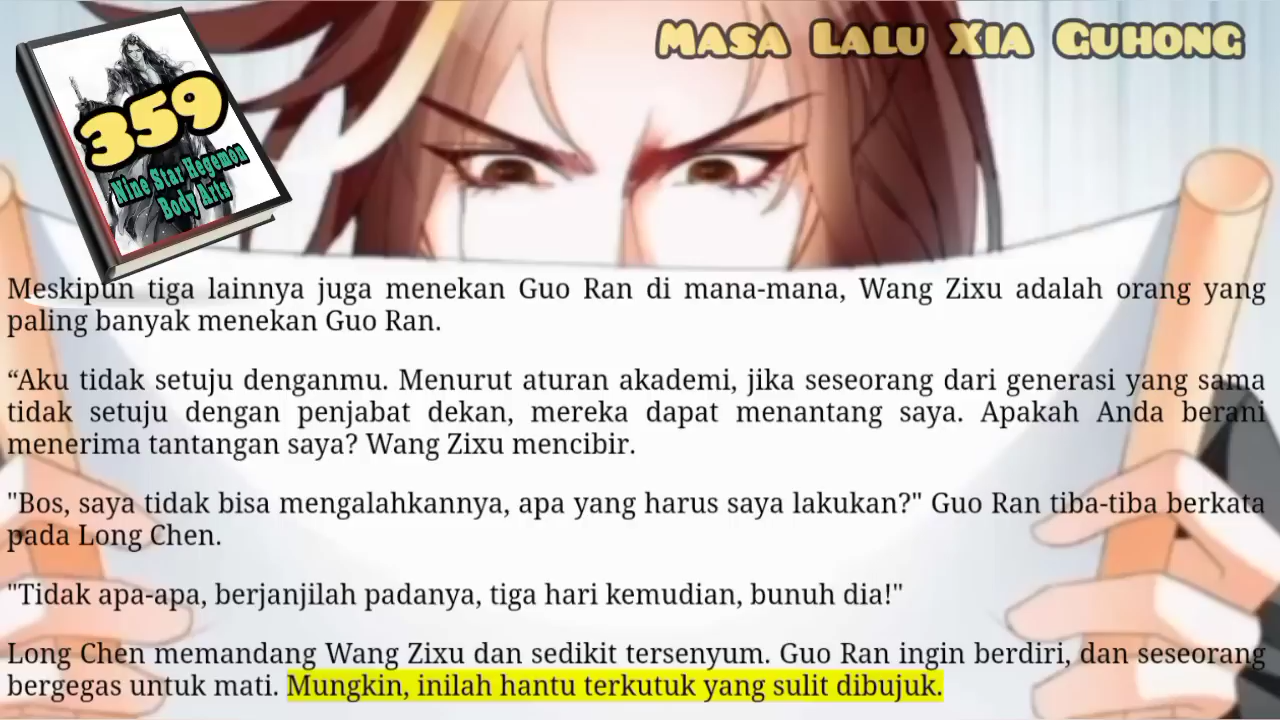 Masa Lalu Xia Guhong
359
Nine Star Hegemon
Body Arts
Meskipun tiga lainnya juga menekan Guo Ran di mana-mana, Wang Zixu adalah orang yang
paling banyak menekan Guo Ran.
“Aku tidak setuju denganmu. Menurut aturan akademi, jika seseorang dari generasi yang sama
tidak setuju dengan penjabat dekan, mereka dapat menantang saya. Apakah Anda berani
menerima tantangan saya? Wang Zixu mencibir.
"Bos, saya tidak bisa mengalahkannya, apa yang harus saya lakukan?" Guo Ran tiba-tiba berkata
pada Long Chen.
"Tidak apa-apa, berjanjilah padanya, tiga hari kemudian, bunuh dia!"
Long Chen memandang Wang Zixu dan sedikit tersenyum. Guo Ran ingin berdiri, dan seseorang
bergegas untuk mati. Mungkin, inilah hantu terkutuk yang sulit dibujuk.